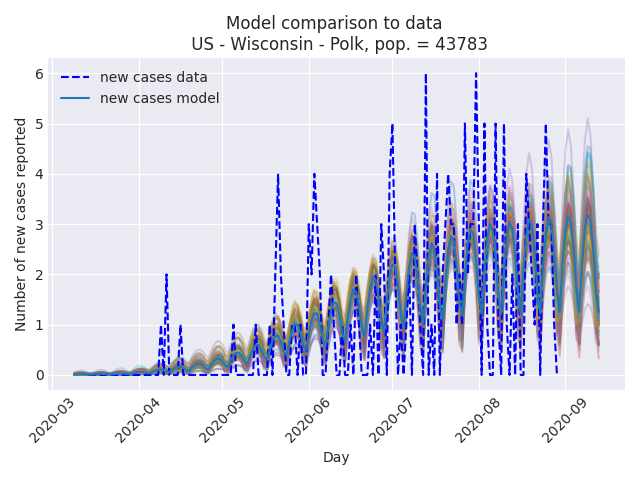 Model comparison to data
US - Wisconsin - Polk, pop. = 43783
new cases data
new cases model
Number of new cases reported
6
5
4
3
2
1
0
2020-03
2020-04
2020-05
2020-06
2020-07
2020-08
2020-09
Day